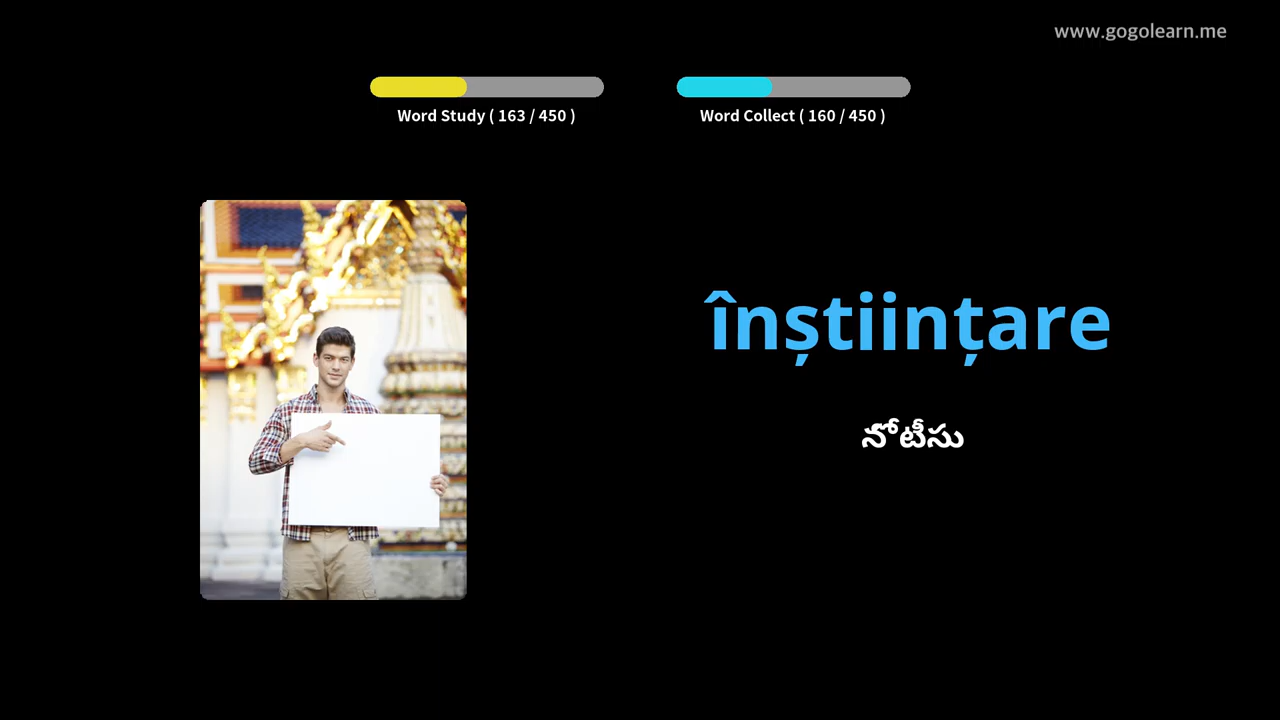 www.gogolearn.me
Word Study ( 163 / 450 )
Word Collect ( 160 / 450 )
înștiințare
నోటీసు